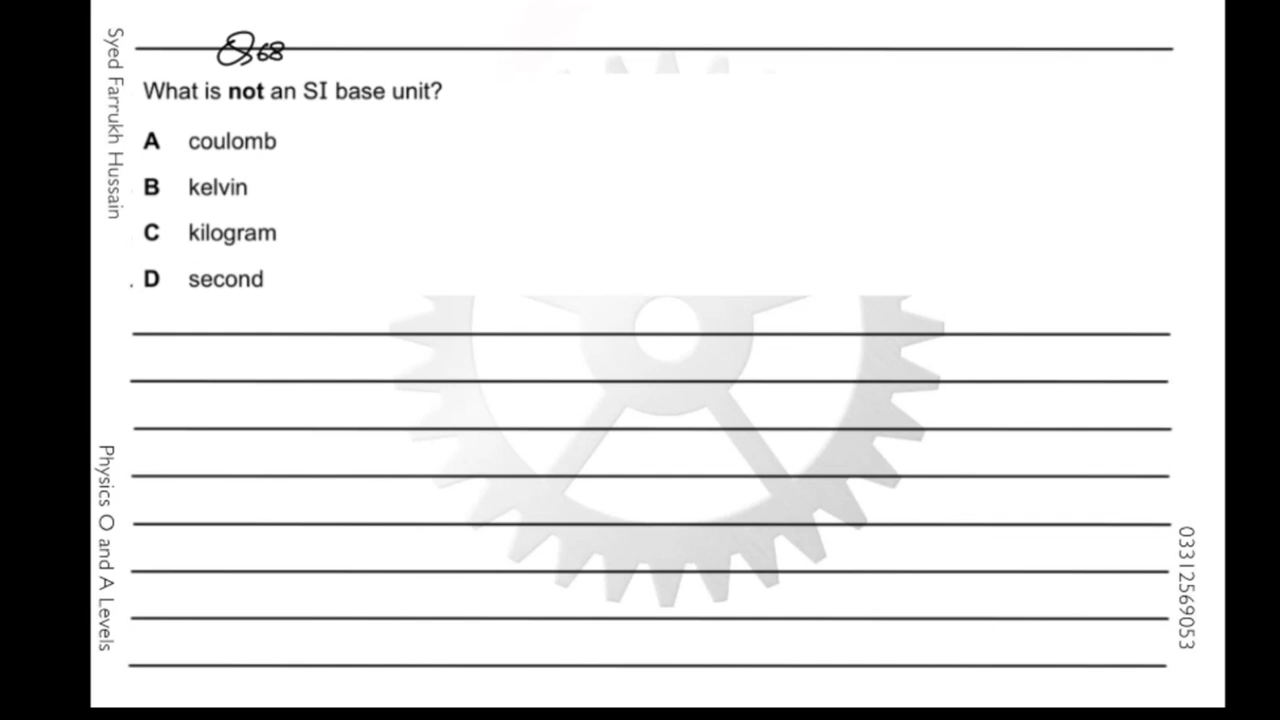 Q68
What is not an SI base unit?
A coulomb
B kelvin
C kilogram
. D second
Syed Farrukh Hussain
Physics O and A Levels
03312569053